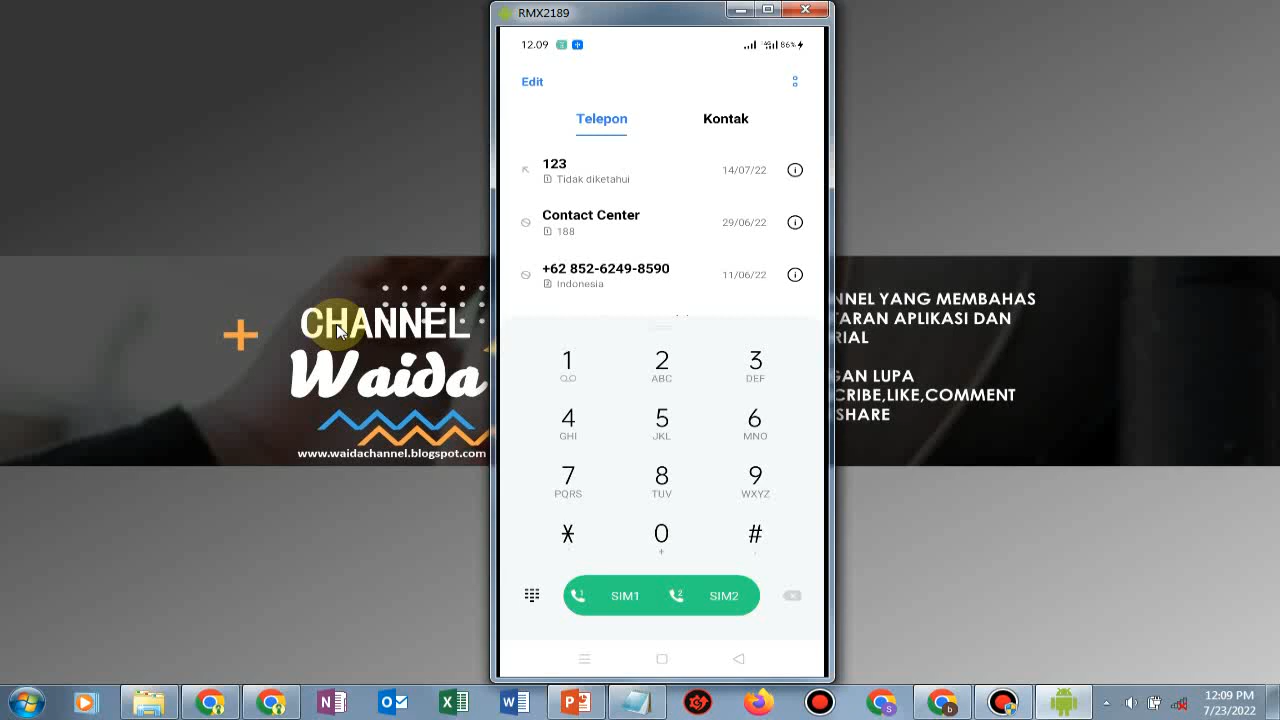 RMX2189
12.09
4G
86%
Edit
Telepon
Kontak
123
14/07/22
Tidak diketahui
Contact Center
29/06/22
188
+62 852-6249-8590
11/06/22
Indonesia
CHANNEL
Waida
www.waidachannel.blogspot.com
NNEL YANG MEMBAHAS
TARAN APLIKASI DAN
RIAL
GAN LUPA
CRIBE,LIKE,COMMENT
SHARE
1
2
ABC
3
DEF
4
GHI
5
JKL
6
MNO
7
PQRS
8
TUV
9
WXYZ
*
0
+
#
1 SIM1
2 SIM2
12:09 PM
7/23/2022